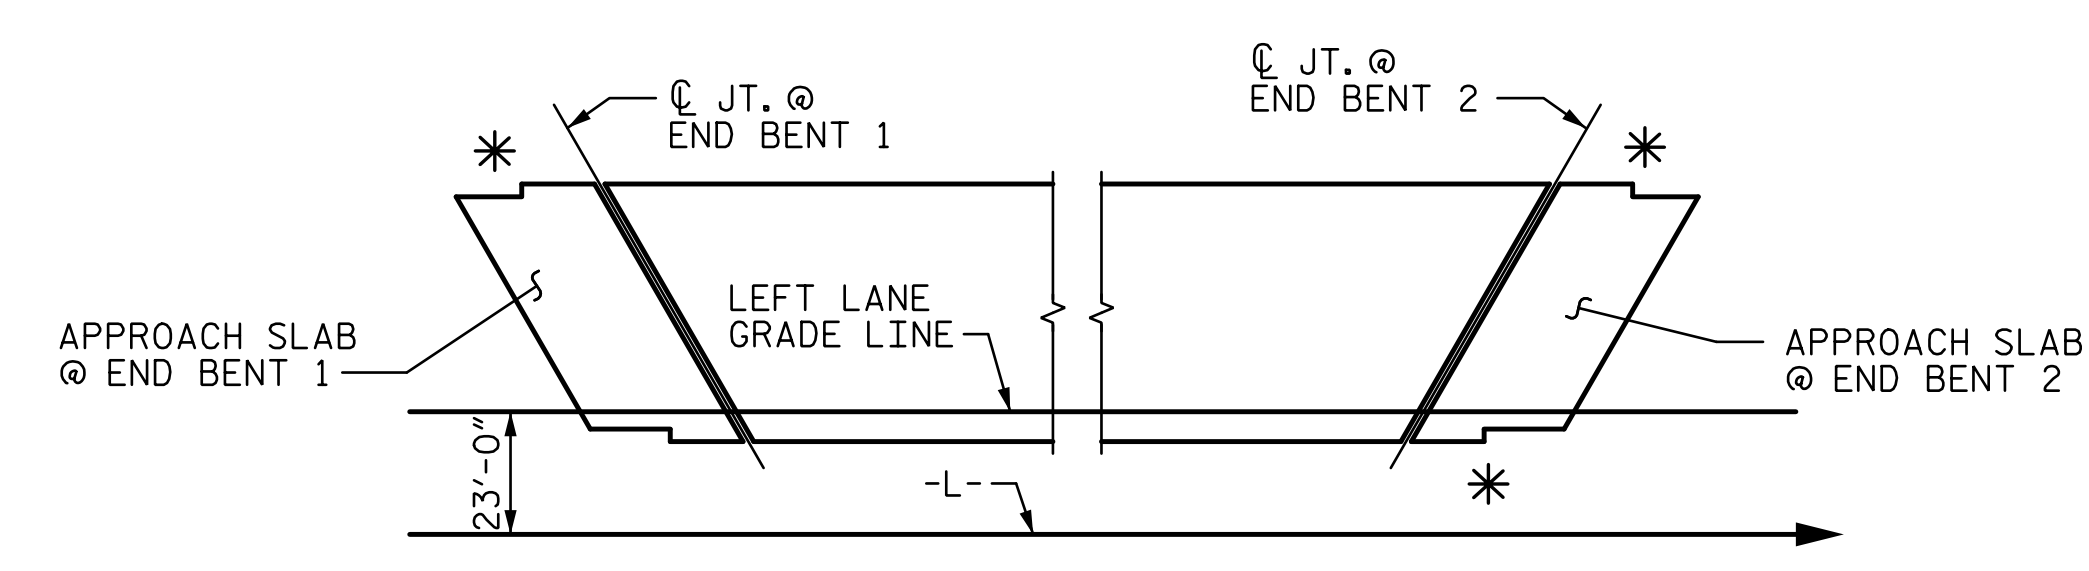 ℄ JT. @
END BENT 1
℄ JT. @
END BENT 2
*
*
LEFT LANE
GRADE LINE
APPROACH SLAB
@ END BENT 1
APPROACH SLAB
@ END BENT 2
23'-0"
-L-
*